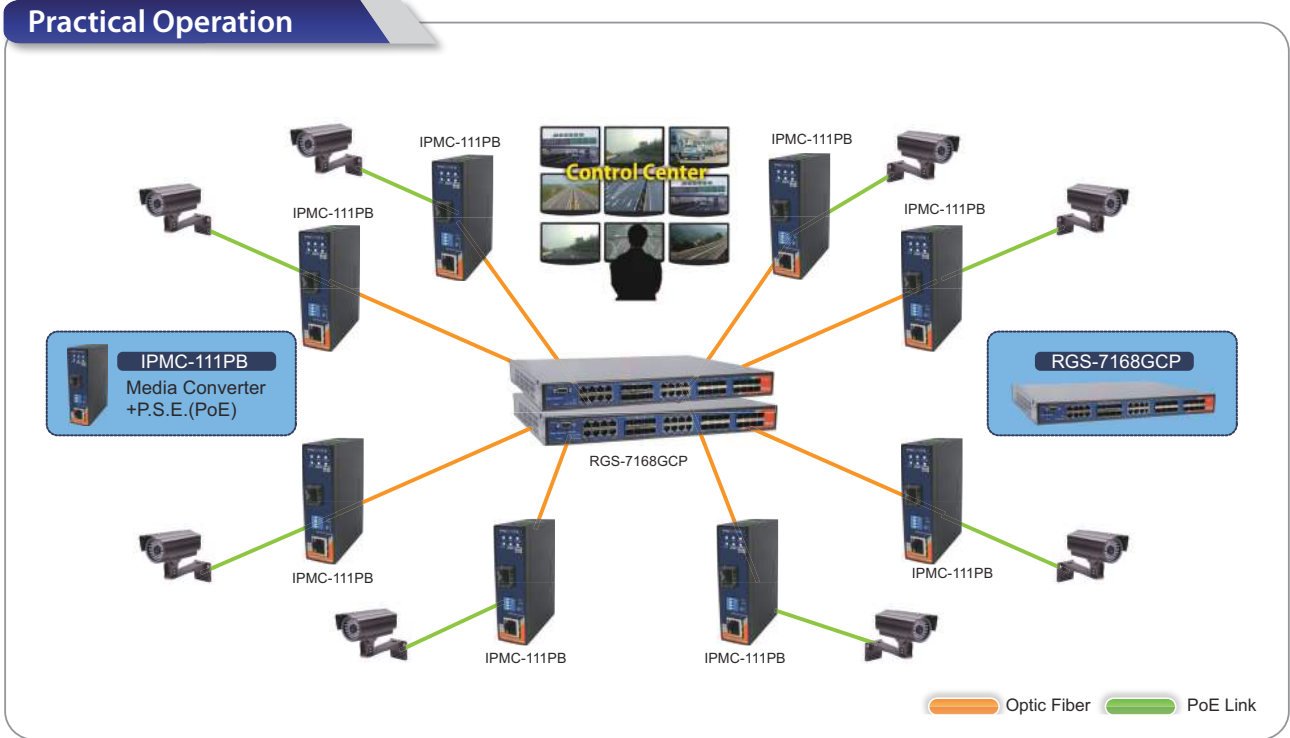 Practical Operation
IPMC-111PB
IPMC-111PB
Control Center
IPMC-111PB
IPMC-111PB
IPMC-111PB
Media Converter
+P.S.E.(PoE)
RGS-7168GCP
RGS-7168GCP
IPMC-111PB
IPMC-111PB
IPMC-111PB
IPMC-111PB
Optic Fiber
PoE Link